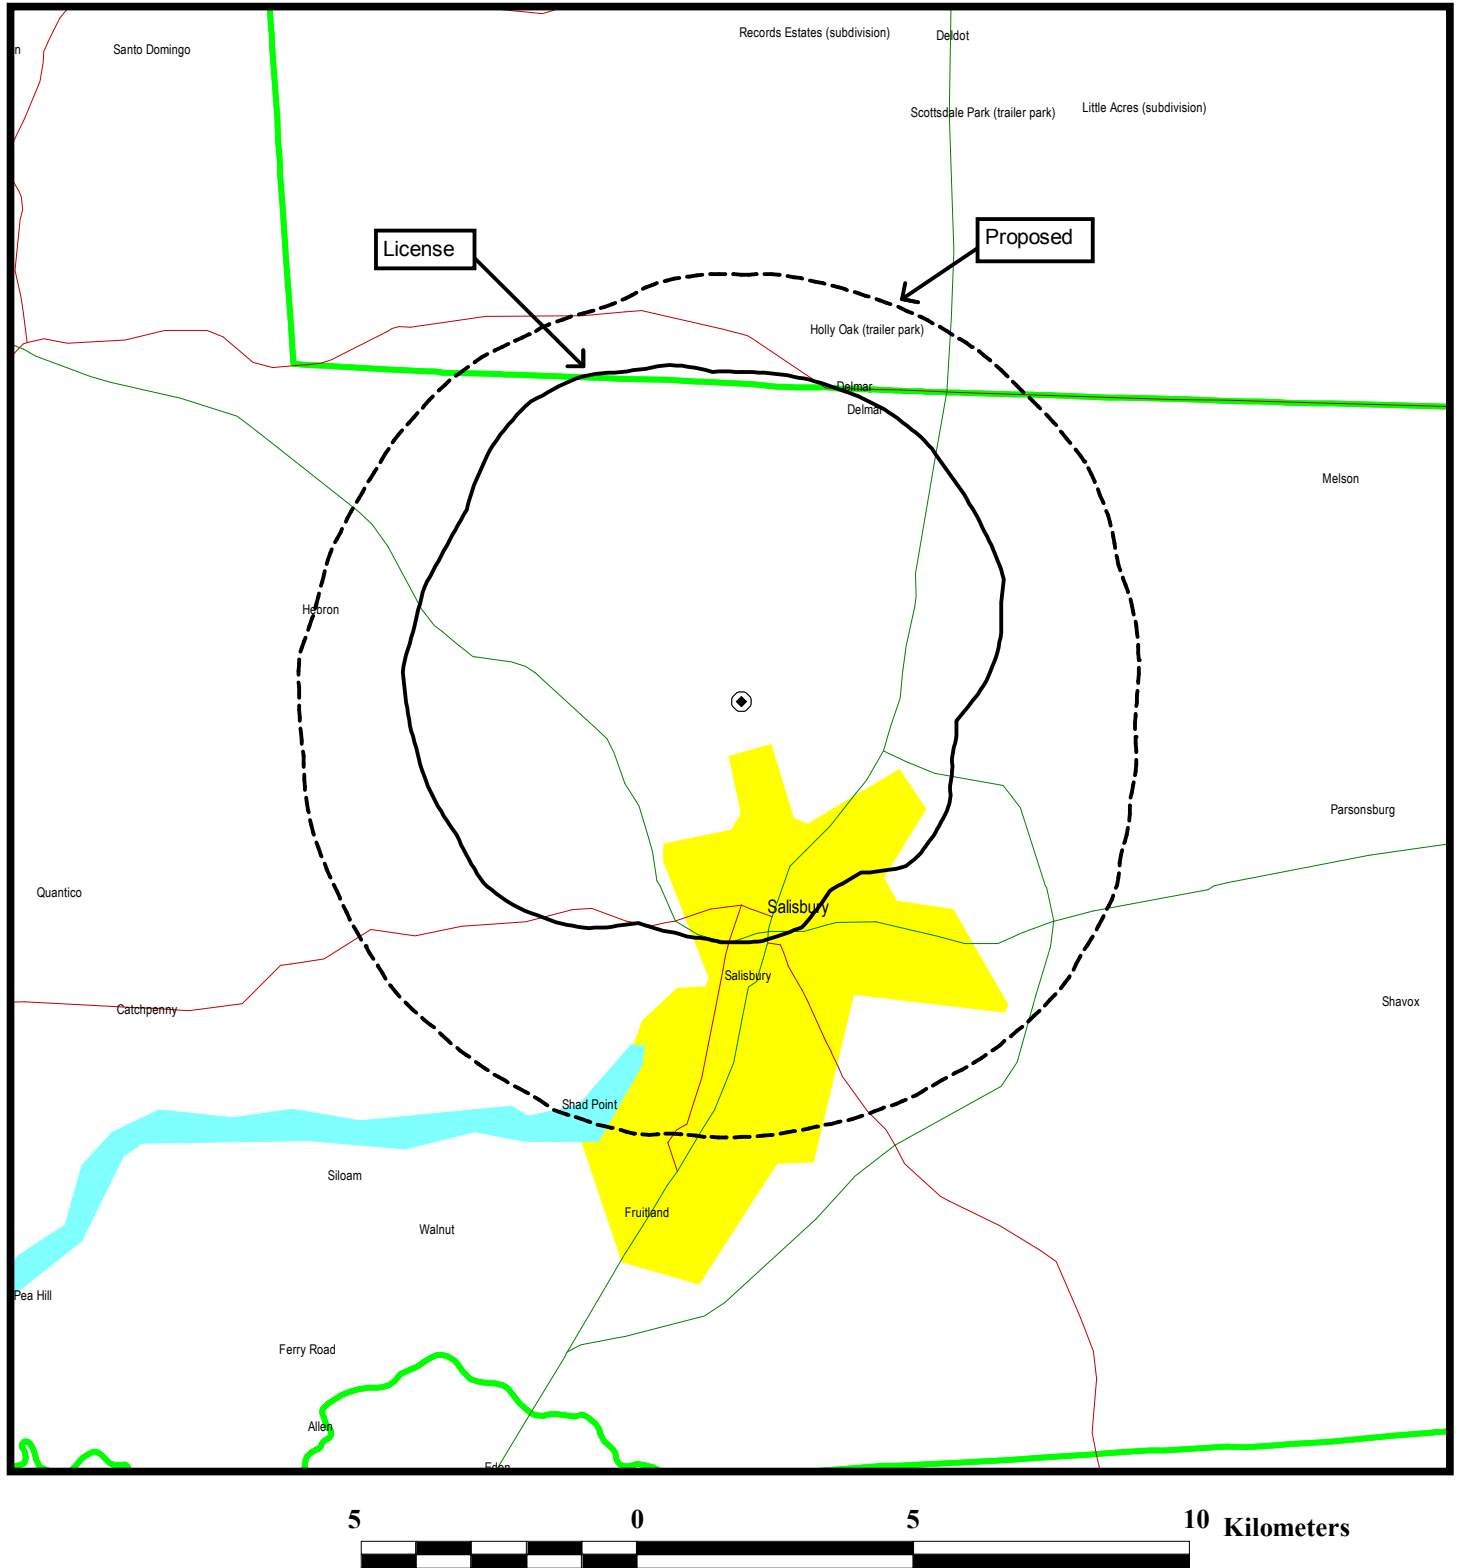 Records Estates (subdivision)
Deldot
n
Santo Domingo
Little Acres (subdivision)
Scottsdale Park (trailer park)
License
Proposed
Holly Oak (trailer park)
Delmar
Delmar
Melson
Hebron
Parsonsburg
Quantico
Salisbury
Salisbury
Shavox
Catchpenny
Shad Point
Siloam
Fruitland
Walnut
Pea Hill
Ferry Road
Allen
Eden
5 0 5 10 Kilometers